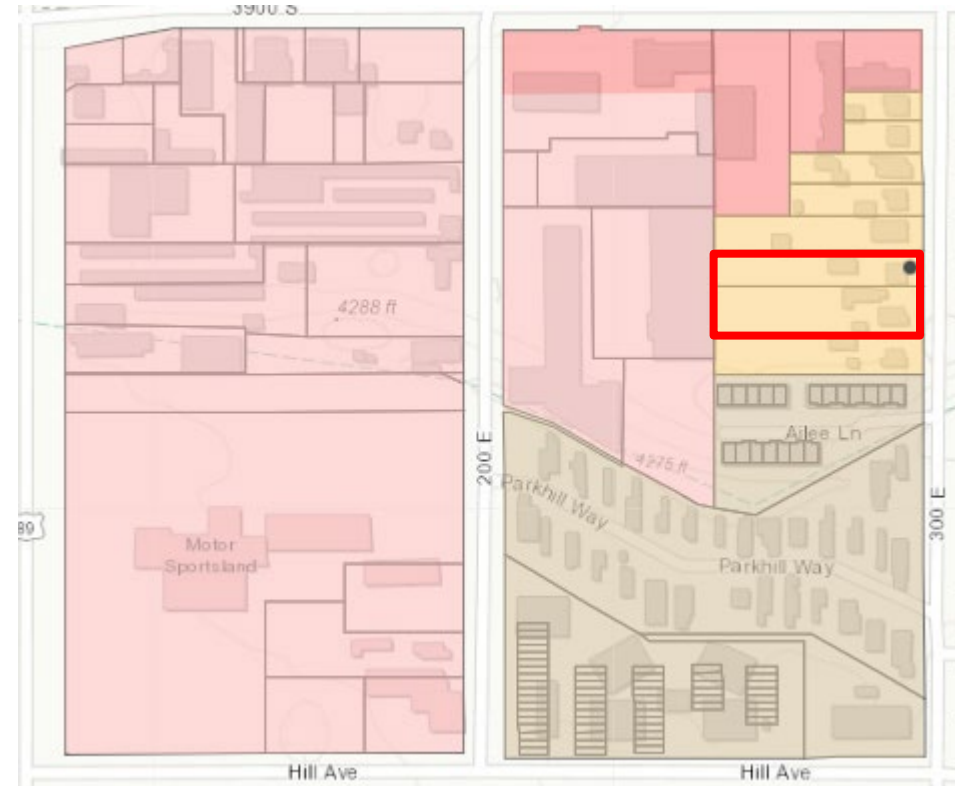 3900 S
4288 ft
200 E
Ailee Ln
4275 ft
Parkhill Way
300 E
89
Motor
Sportsland
Parkhill Way
Hill Ave
Hill Ave